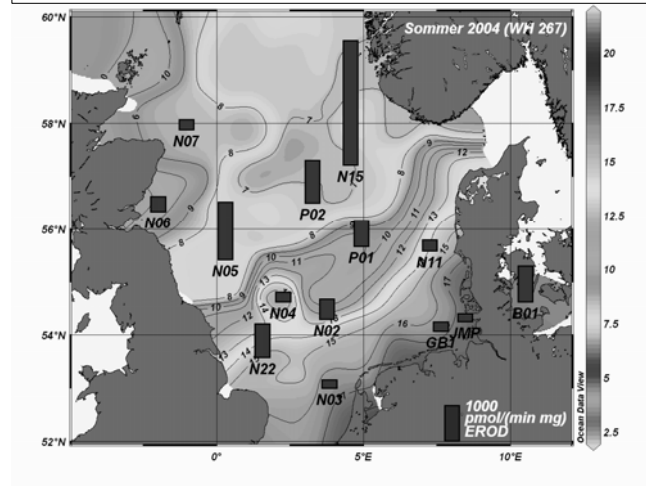 60°N
Sommer 2004 (WH 267)
20
17.5
58°N
N07
15
N15
12.5
N06
P02
56°N
N05
P01
N11
10
7.5
N04
N02
B01
54°N
JMP
GB1
N22
5
N03
1000
pmol/(min mg)
EROD
2.5
52°N
0°
5°E
10°E
Ocean Data View